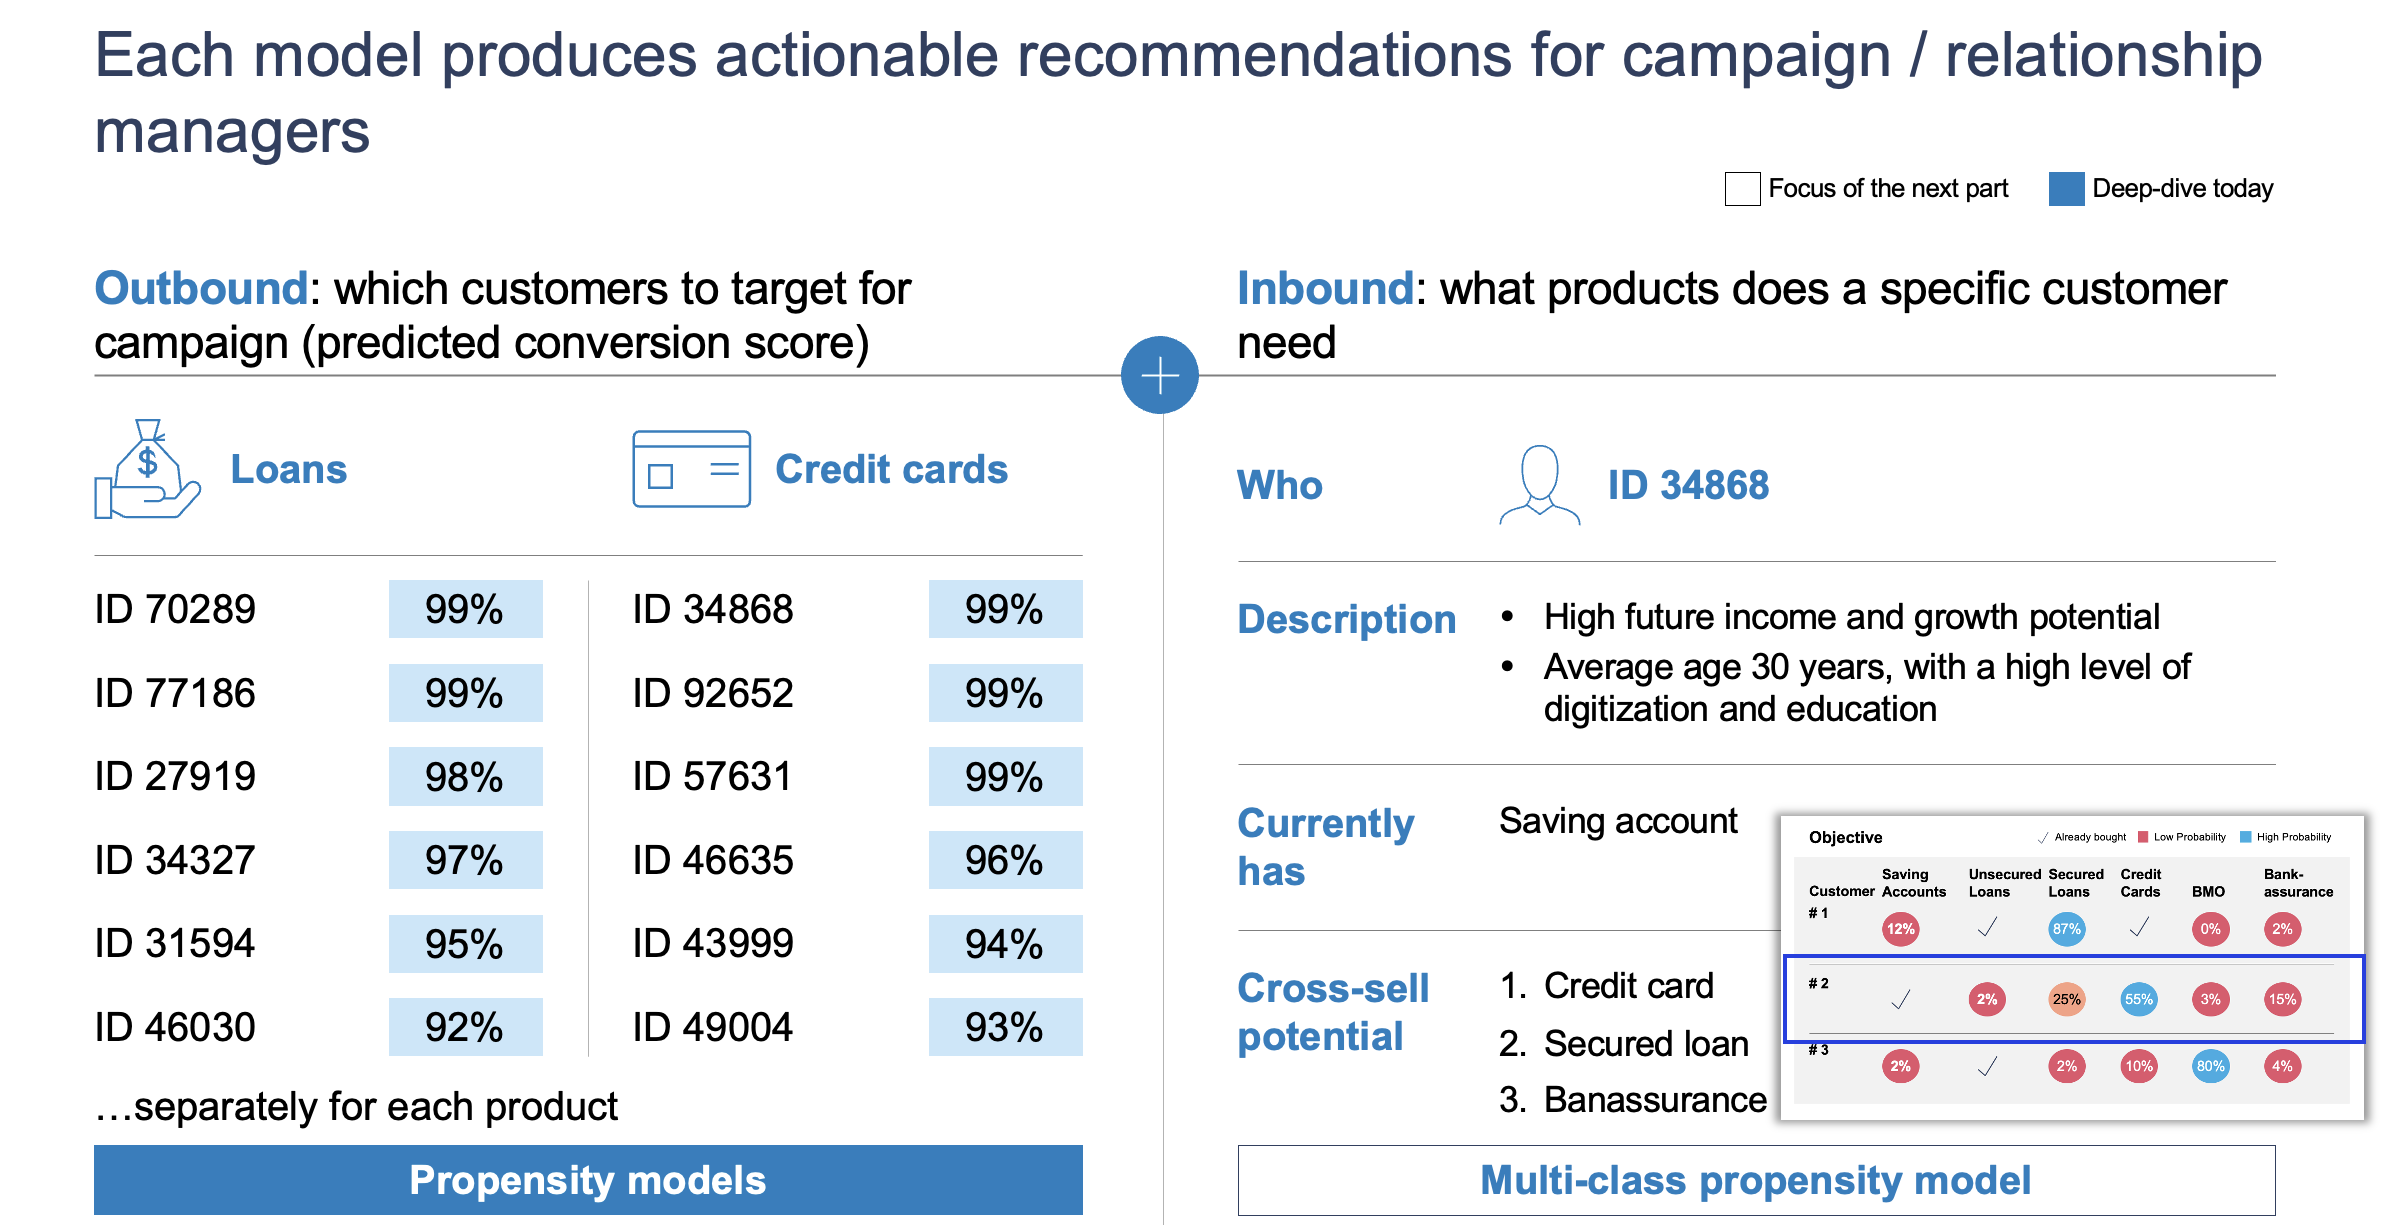 Each model produces actionable recommendations for campaign / relationship
managers
Focus of the next part
Deep-dive today
Outbound: which customers to target for
campaign (predicted conversion score)
Loans
Credit cards
ID 70289 99%
ID 77186 99%
ID 27919 98%
ID 34327 97%
ID 31594 95%
ID 46030 92%
ID 34868 99%
ID 92652 99%
ID 57631 99%
ID 46635 96%
ID 43999 94%
ID 49004 93%
…separately for each product
Propensity models
Inbound: what products does a specific customer
need
Who
ID 34868
Description
• High future income and growth potential
• Average age 30 years, with a high level of
digitization and education
Currently
has
Saving account
Cross-sell
potential
1. Credit card
2. Secured loan
3. Banassurance
Objective
Already bought
Low Probability
High Probability
Customer
Saving
Accounts
Unsecured
Loans
Secured
Loans
Credit
Cards
BMO
Bank-
assurance
# 1
12% 87% 0% 2%
# 2
2% 25% 55% 3% 15%
# 3
2% 2% 10% 80% 4%
Multi-class propensity model
$